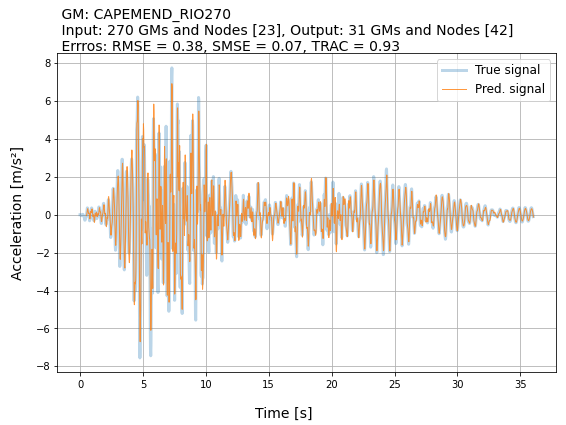 GM: CAPEMEND_RIO270
Input: 270 GMs and Nodes [23], Output: 31 GMs and Nodes [42]
Errros: RMSE = 0.38, SMSE = 0.07, TRAC = 0.93
True signal
Pred. signal
8
6
4
2
0
−2
−4
−6
−8
Acceleration [m/s²]
0 5 10 15 20 25 30 35
Time [s]